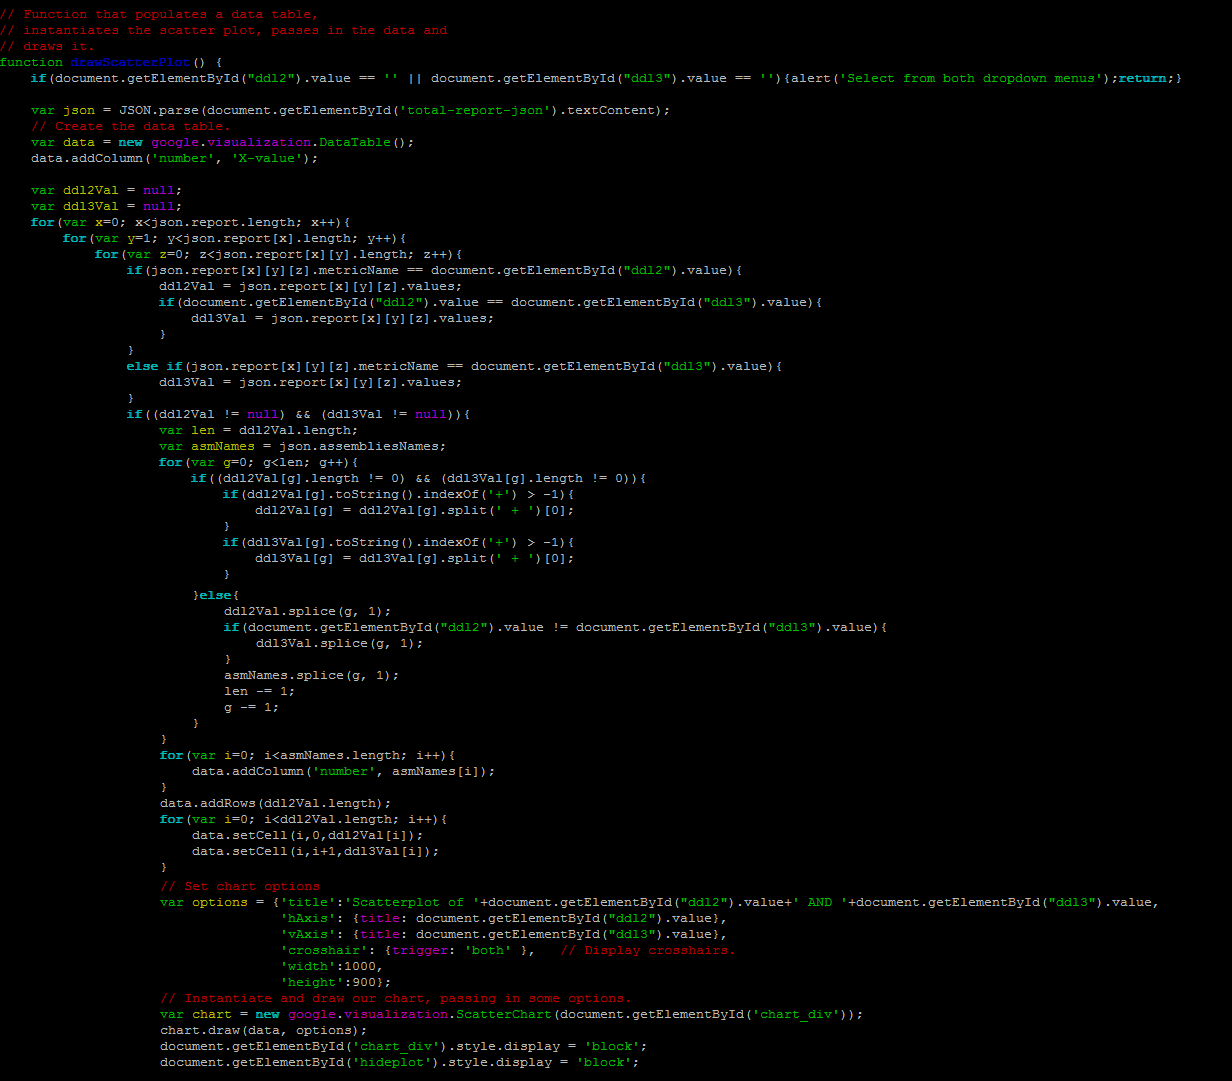 // Function that populates a data table,
// instantiates the scatter plot, passes in the data and
// draws it.
function drawScatterPlot() {
    if(document.getElementById("ddl2").value == '' || document.getElementById("ddl3").value == ''){alert('Select from both dropdown menus');return;}

    var json = JSON.parse(document.getElementById('total-report-json').textContent);
    // Create the data table.
    var data = new google.visualization.DataTable();
    data.addColumn('number', 'X-value');

    var ddl2Val = null;
    var ddl3Val = null;
    for(var x=0; x<json.report.length; x++){
        for(var y=1; y<json.report[x].length; y++){
            for(var z=0; z<json.report[x][y].length; z++){
                if(json.report[x][y][z].metricName == document.getElementById("ddl2").value){
                    ddl2Val = json.report[x][y][z].values;
                    if(document.getElementById("ddl2").value == document.getElementById("ddl3").value){
                        ddl3Val = json.report[x][y][z].values;
                    }
                }
                else if(json.report[x][y][z].metricName == document.getElementById("ddl3").value){
                    ddl3Val = json.report[x][y][z].values;
                }
                if((ddl2Val != null) && (ddl3Val != null)){
                    var len = ddl2Val.length;
                    var asmNames = json.assembliesNames;
                    for(var g=0; g<len; g++){
                        if((ddl2Val[g].length != 0) && (ddl3Val[g].length != 0)){
                            if(ddl2Val[g].toString().indexOf('+') > -1){
                                ddl2Val[g] = ddl2Val[g].split(' + ')[0];
                            }
                            if(ddl3Val[g].toString().indexOf('+') > -1){
                                ddl3Val[g] = ddl3Val[g].split(' + ')[0];
                            }
                        }else{
                            ddl2Val.splice(g, 1);
                            if(document.getElementById("ddl2").value != document.getElementById("ddl3").value){
                                ddl3Val.splice(g, 1);
                            }
                            asmNames.splice(g, 1);
                            len -= 1;
                            g -= 1;
                        }
                    }
                    for(var i=0; i<asmNames.length; i++){
                        data.addColumn('number', asmNames[i]);
                    }
                    data.addRows(ddl2Val.length);
                    for(var i=0; i<ddl2Val.length; i++){
                        data.setCell(i,0,ddl2Val[i]);
                        data.setCell(i,i+1,ddl3Val[i]);
                    }
                    // Set chart options
                    var options = {'title':'Scatterplot of '+document.getElementById("ddl2").value+' AND '+document.getElementById("ddl3").value,
                                   'hAxis': {title: document.getElementById("ddl2").value},
                                   'vAxis': {title: document.getElementById("ddl3").value},
                                   'crosshair': {trigger: 'both' },   // Display crosshairs.
                                   'width':1000,
                                   'height':900};
                    // Instantiate and draw our chart, passing in some options.
                    var chart = new google.visualization.ScatterChart(document.getElementById('chart_div'));
                    chart.draw(data, options);
                    document.getElementById('chart_div').style.display = 'block';
                    document.getElementById('hideplot').style.display = 'block';